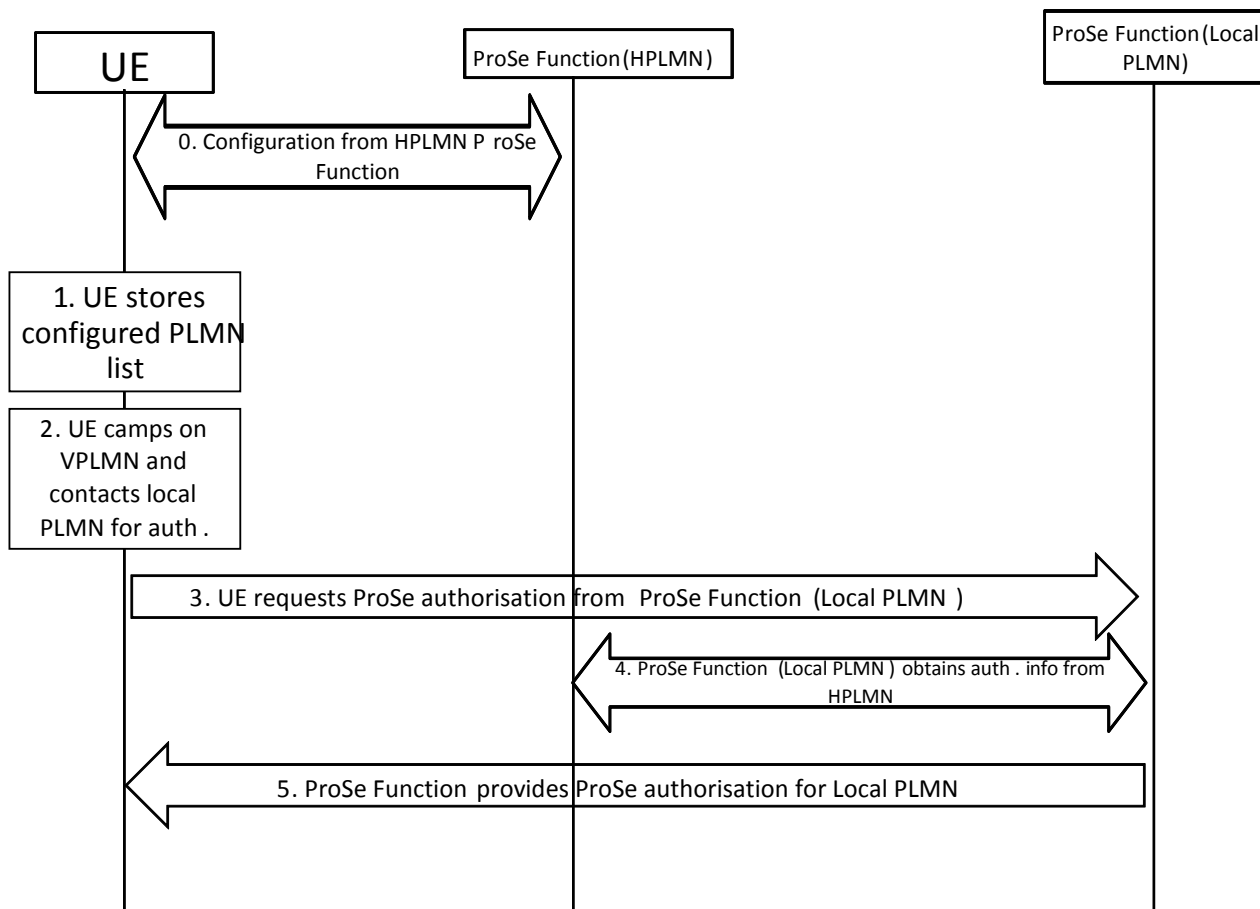 UE
ProSe Function (HPLMN)
ProSe Function (Local
PLMN)
0. Configuration from HPLMN P roSe
Function
1. UE stores
configured PLMN
list
2. UE camps on
VPLMN and
contacts local
PLMN for auth .
3. UE requests ProSe authorisation from ProSe Function (Local PLMN )
4. ProSe Function (Local PLMN ) obtains auth . info from
HPLMN
5. ProSe Function provides ProSe authorisation for Local PLMN